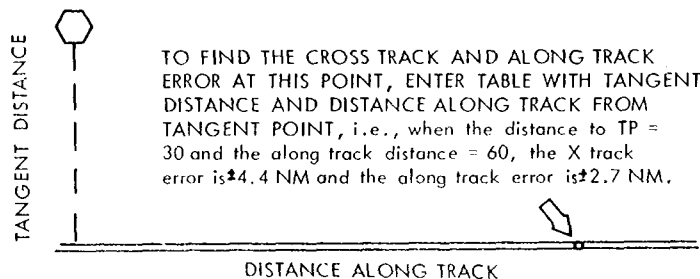 TANGENT DISTANCE
TO FIND THE CROSS TRACK AND ALONG TRACK
ERROR AT THIS POINT, ENTER TABLE WITH TANGENT
DISTANCE AND DISTANCE ALONG TRACK FROM
TANGENT POINT, i.e., when the distance to TP =
30 and the along track distance = 60, the X track
error is ±4.4 NM and the along track error is ±2.7 NM.
DISTANCE ALONG TRACK